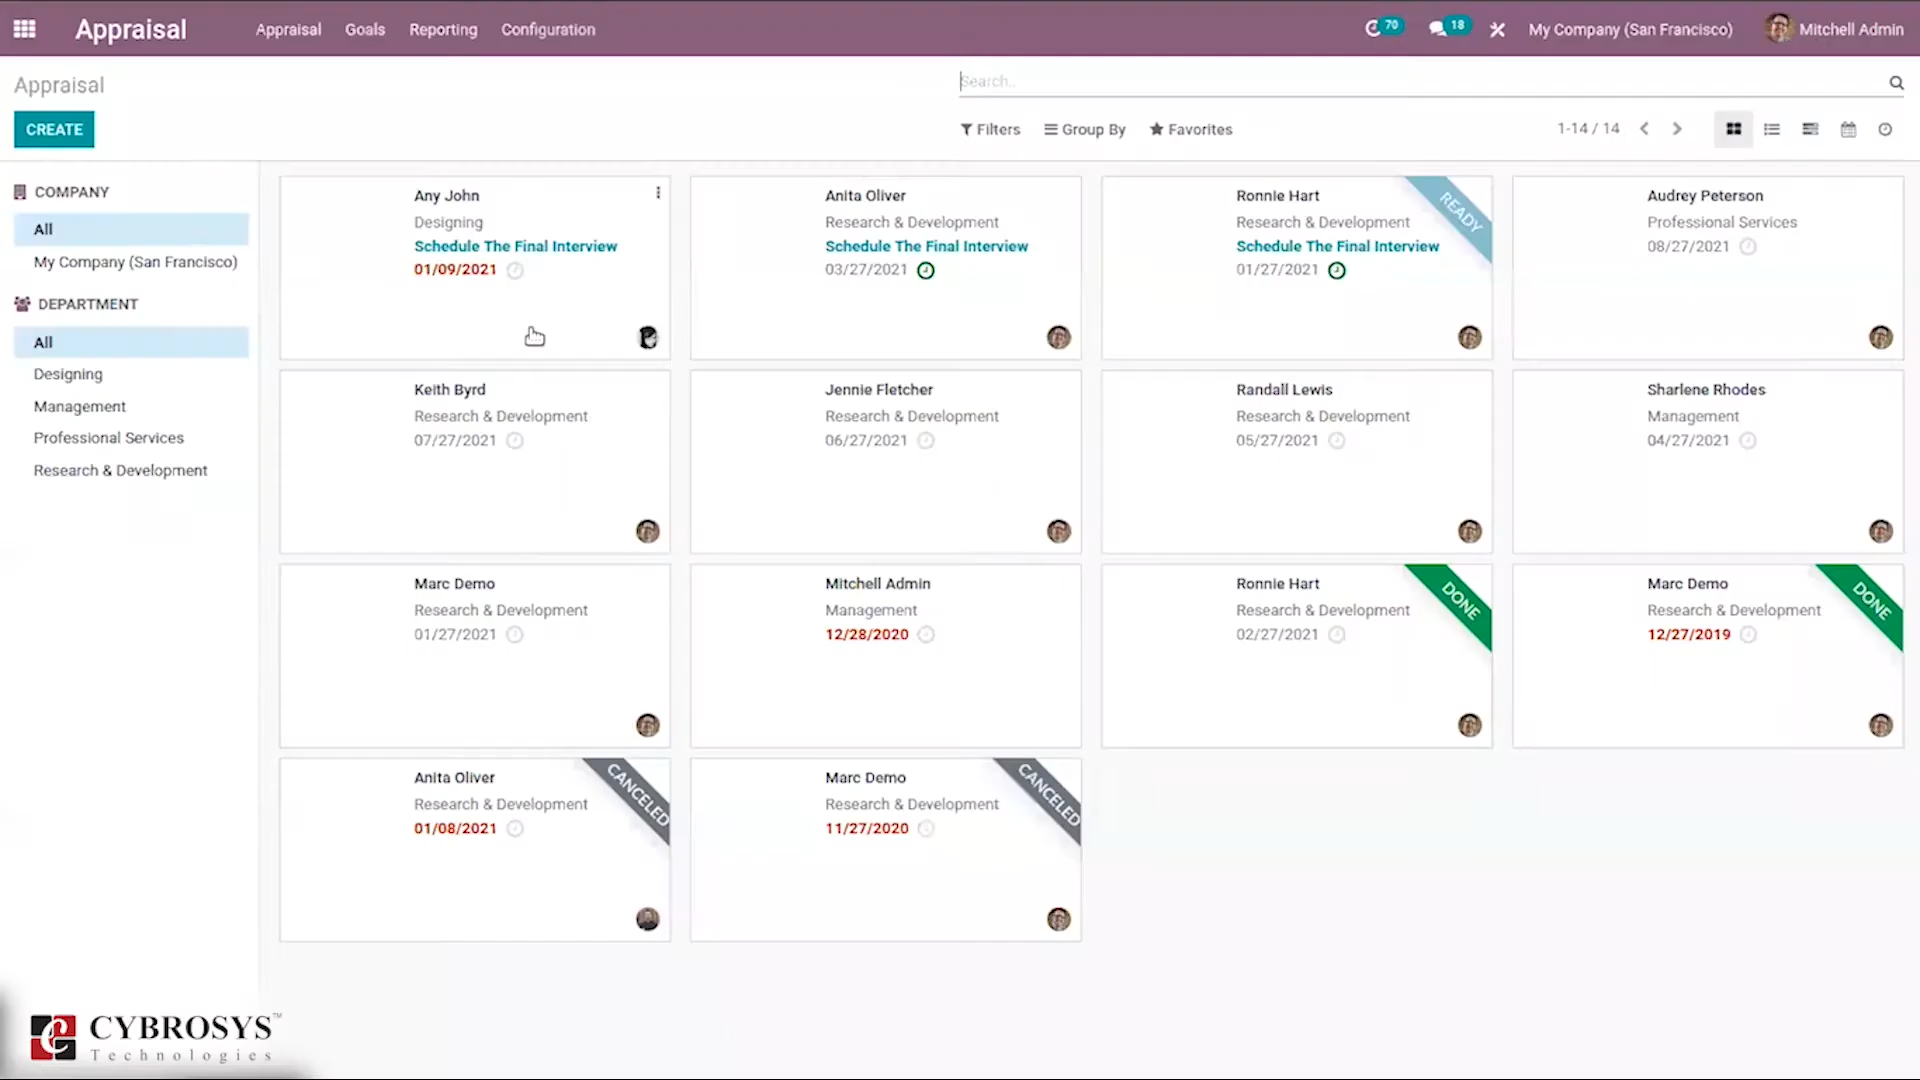 Appraisal
Appraisal Goals Reporting Configuration
70 18 My Company (San Francisco) Mitchell Admin
Appraisal
Search...
CREATE
Filters Group By Favorites
1-14 / 14
COMPANY
All
My Company (San Francisco)
DEPARTMENT
All
Designing
Management
Professional Services
Research & Development
Any John
Designing
Schedule The Final Interview
01/09/2021
Anita Oliver
Research & Development
Schedule The Final Interview
03/27/2021
Ronnie Hart
Research & Development
Schedule The Final Interview
01/27/2021
READY
Audrey Peterson
Professional Services
08/27/2021
Keith Byrd
Research & Development
07/27/2021
Jennie Fletcher
Research & Development
06/27/2021
Randall Lewis
Research & Development
05/27/2021
Sharlene Rhodes
Management
04/27/2021
Marc Demo
Research & Development
01/27/2021
Mitchell Admin
Management
12/28/2020
Ronnie Hart
Research & Development
02/27/2021
DONE
Marc Demo
Research & Development
12/27/2019
DONE
Anita Oliver
Research & Development
01/08/2021
CANCELED
Marc Demo
Research & Development
11/27/2020
CANCELED
CYBROSYS™
Technologies